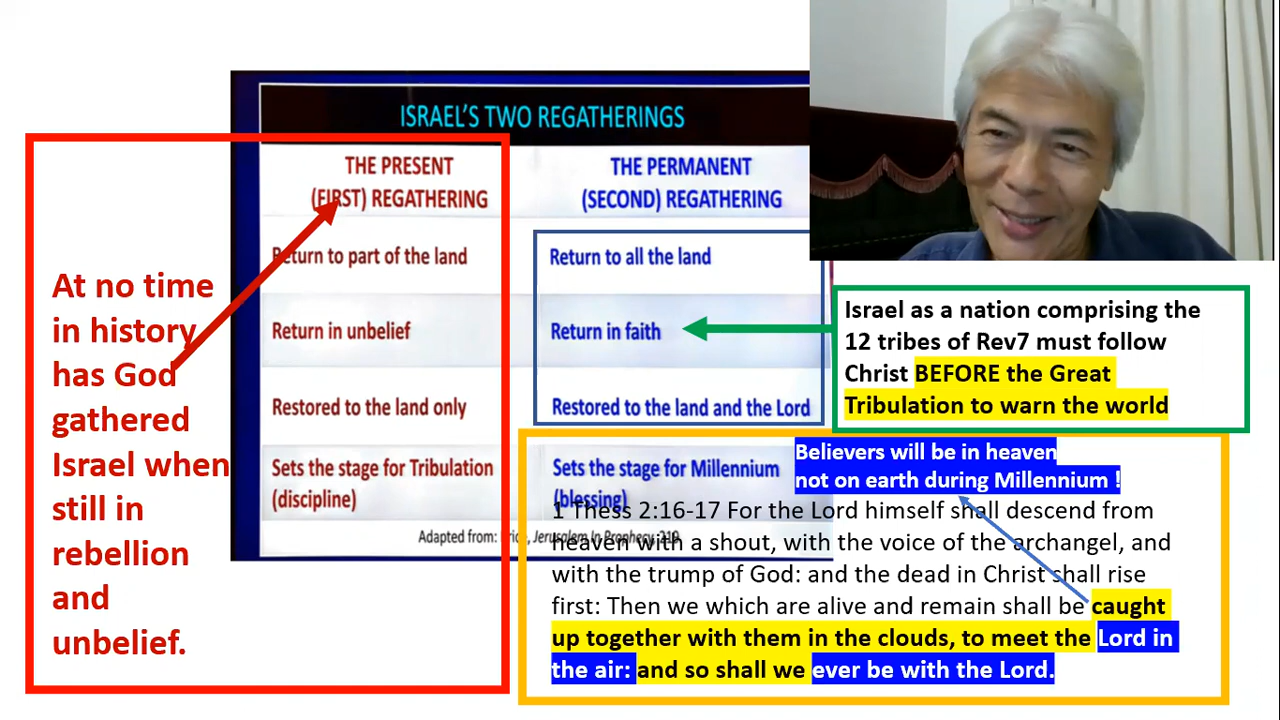 ISRAEL'S TWO REGATHERINGS
THE PRESENT
(FIRST) REGATHERING
THE PERMANENT
(SECOND) REGATHERING
Return to part of the land
Return to all the land
Return in unbelief
Return in faith
Restored to the land only
Restored to the land and the Lord
Sets the stage for Tribulation
(discipline)
Sets the stage for Millennium
(blessing)
Adapted from: Jerusalem In Prophecy, 219
At no time
in history
has God
gathered
Israel when
still in
rebellion
and
unbelief.
Israel as a nation comprising the
12 tribes of Rev7 must follow
Christ BEFORE the Great
Tribulation to warn the world
Believers will be in heaven
not on earth during Millennium !
1 Thess 2:16-17 For the Lord himself shall descend from
heaven with a shout, with the voice of the archangel, and
with the trump of God: and the dead in Christ shall rise
first: Then we which are alive and remain shall be caught
up together with them in the clouds, to meet the Lord in
the air: and so shall we ever be with the Lord.